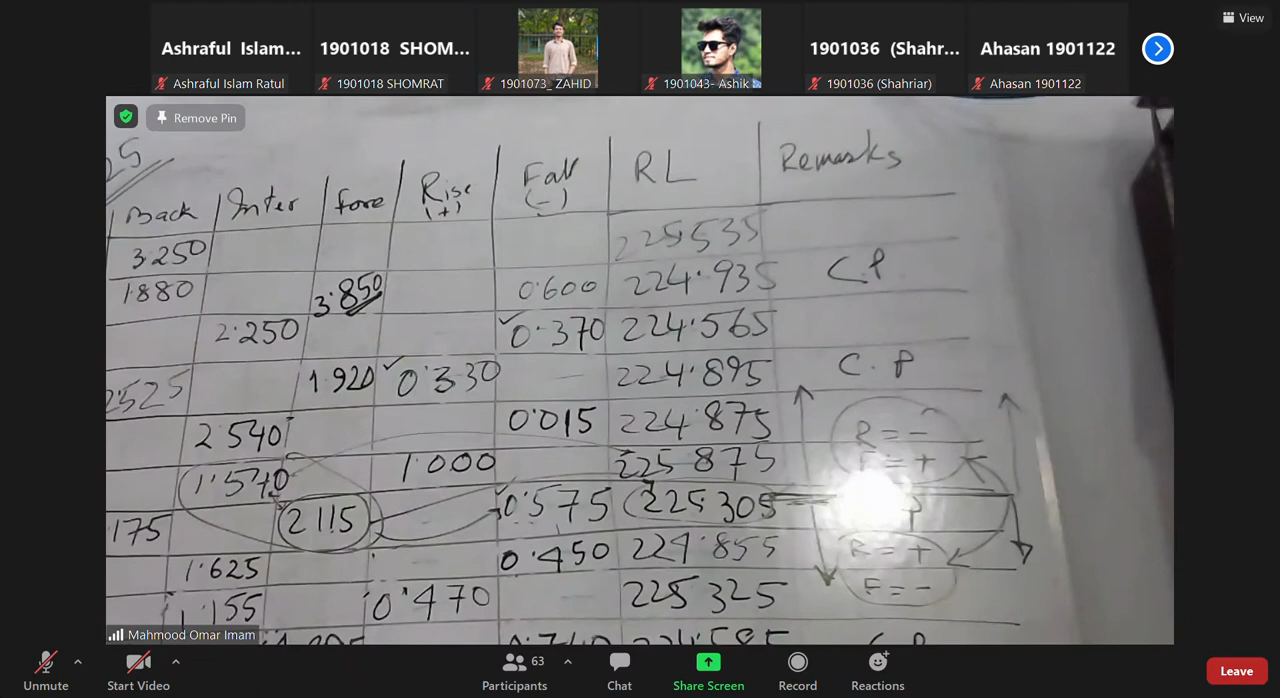 Ashraful Islam... 1901018 SHOM... 1901036 (Shahr... Ahasan 1901122
View
Ashraful Islam Ratul 1901018 SHOMRAT 1901073_ ZAHID 1901043- Ashik 1901036 (Shahriar) Ahasan 1901122
Remove Pin
25
Back Inter Fore Rise (+) Fall (-) RL Remarks
3.250 225.535
1.880 3.850 0.600 224.935 C.P.
2.250 0.370 224.565
2525 1.920 0.330 — 224.895 C.P
2.540 0.015 224.875 R = -
1.570 1.000 225 875 F = +
175 2 115 0.575 225.305 P
1.625 0.450 224.855 R = +
1.155 0.470 225 325 F = -
Mahmood Omar Imam
Unmute Start Video Participants 63 Chat Share Screen Record Reactions Leave